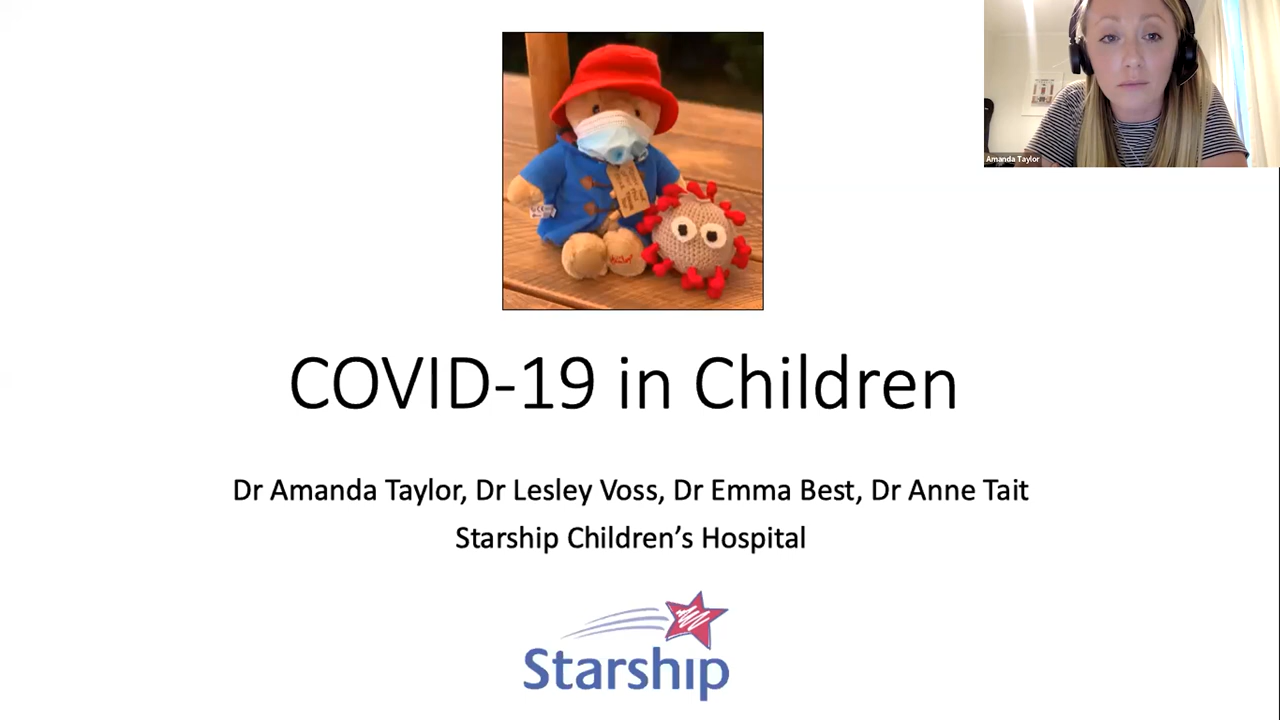 Amanda Taylor
COVID-19 in Children
Dr Amanda Taylor, Dr Lesley Voss, Dr Emma Best, Dr Anne Tait
Starship Children’s Hospital
Starship